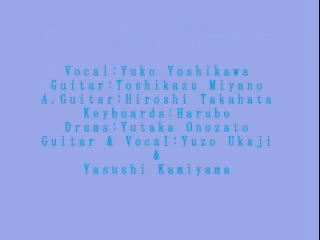 Vocal:Yuko Yoshikawa
Guitar:Toshikazu Miyano
A.Guitar:Hiroshi Takahata
Keyboards:Harubo
Drums:Yutaka Onozato
Guitar & Vocal:Yuzo Ukaji
&
Yasushi Kamiyama